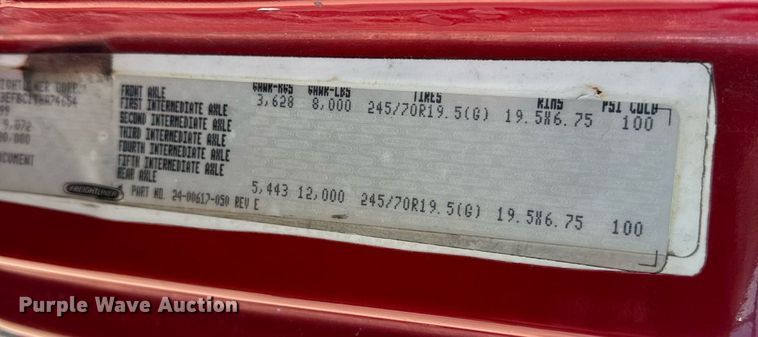 GAWR-KGS GAWR-LBS TIRES RIMS PSI COLD
FRONT AXLE 3,628 8,000 245/70R19.5(G) 19.5X6.75 100
FIRST INTERMEDIATE AXLE
SECOND INTERMEDIATE AXLE
THIRD INTERMEDIATE AXLE
FOURTH INTERMEDIATE AXLE
FIFTH INTERMEDIATE AXLE
REAR AXLE 5,443 12,000 245/70R19.5(G) 19.5X6.75 100
OCUMENT
FREIGHTLINER
PART NO. 24-00617-050 REV E
Purple Wave Auction